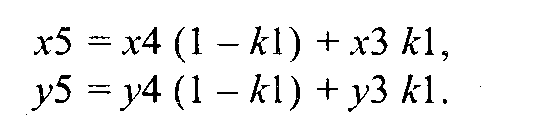 x5 = x4 (1 – k1) + x3 k1,
y5 = y4 (1 – k1) + y3 k1.